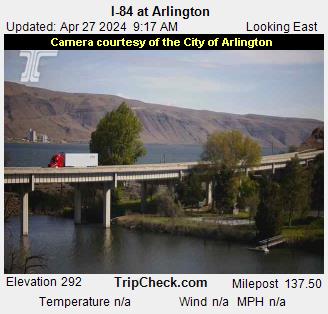 I-84 at Arlington
Updated: Apr 27 2024 9:17 AM Looking East
Camera courtesy of the City of Arlington
Elevation 292 TripCheck.com Milepost 137.50
Temperature n/a Wind n/a MPH n/a